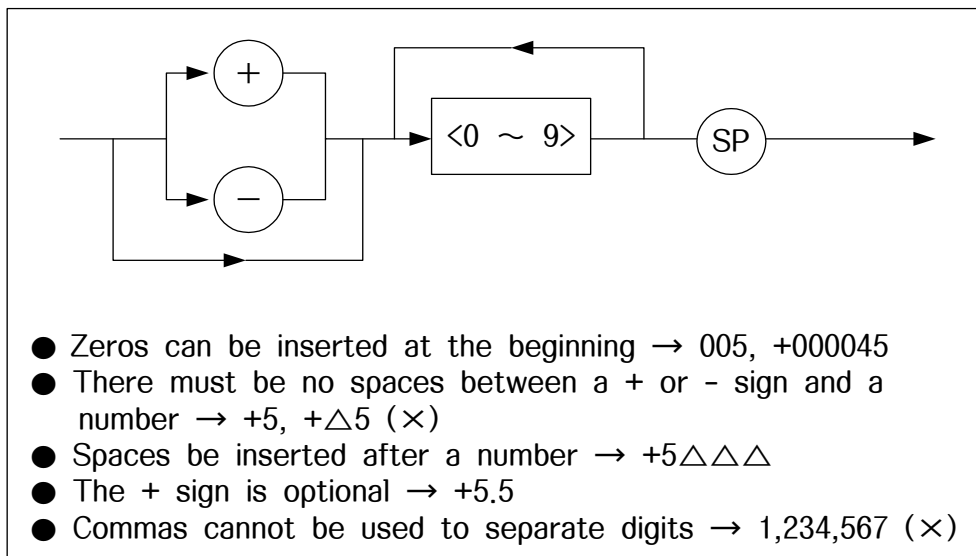 +
<0 ~ 9>
SP
−
● Zeros can be inserted at the beginning → 005, +000045
● There must be no spaces between a + or - sign and a
number → +5, +△5 (×)
● Spaces be inserted after a number → +5△△△
● The + sign is optional → +5.5
● Commas cannot be used to separate digits → 1,234,567 (×)